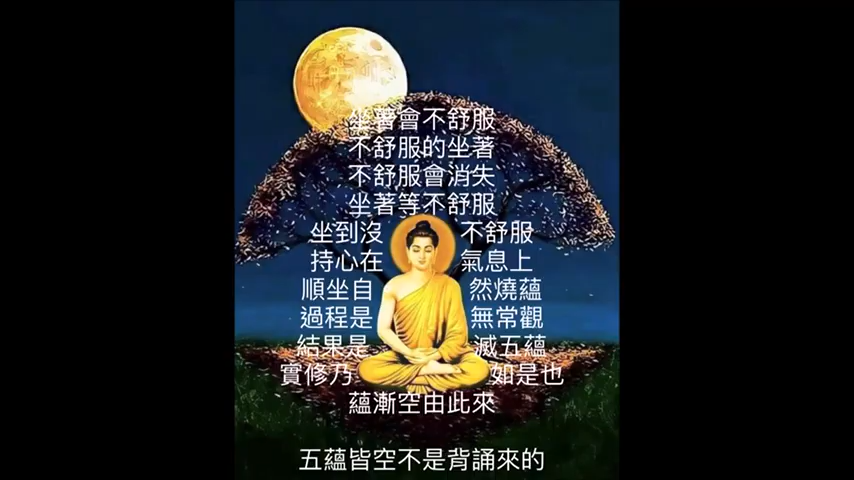 坐著會不舒服
不舒服的坐著
不舒服會消失
坐著等不舒服
坐到沒 不舒服
持心在 氣息上
順坐自 然燒蘊
過程是 無常觀
結果是 滅五蘊
實修乃 如是也
蘊漸空由此來
五蘊皆空不是背誦來的